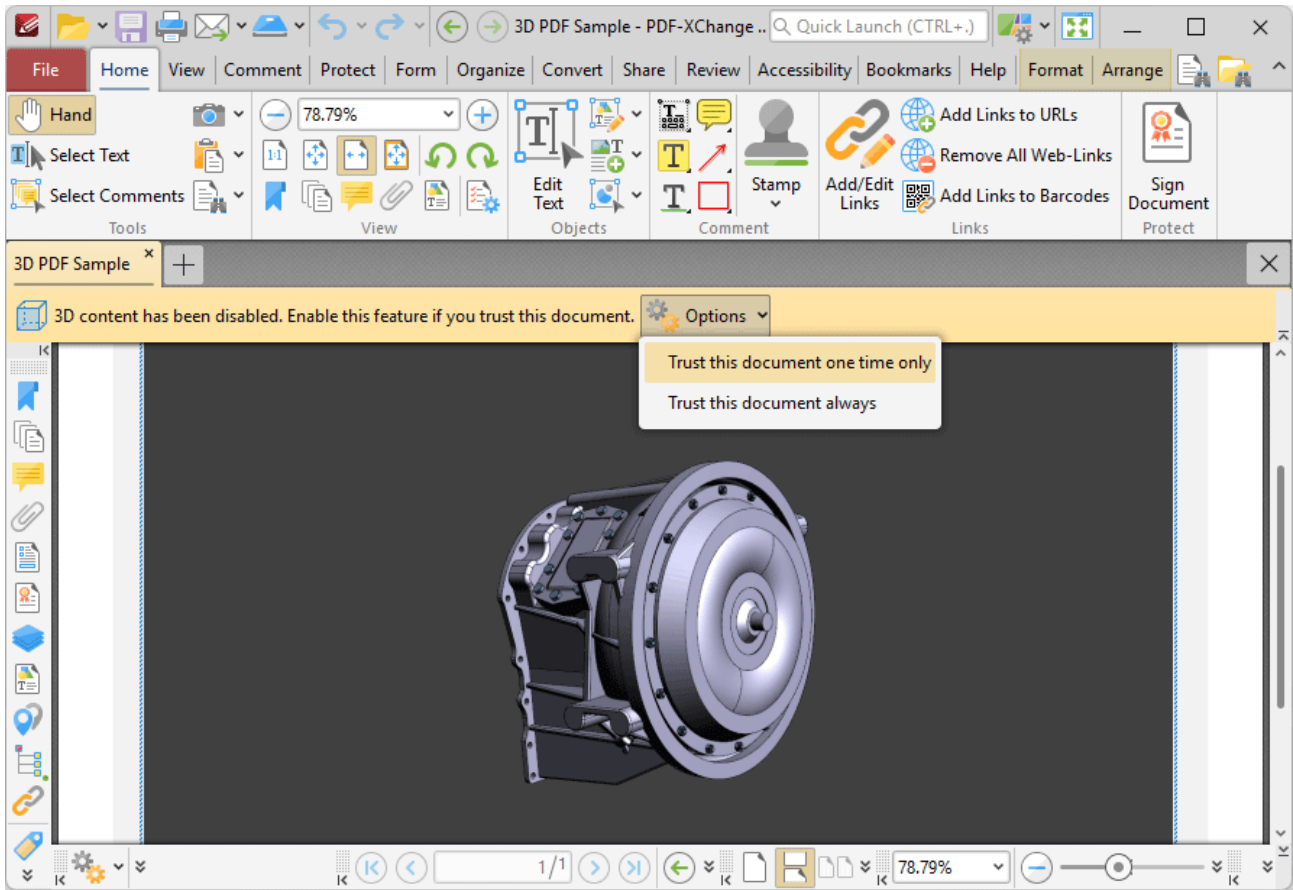 3D PDF Sample - PDF-XChange .. Quick Launch (CTRL+.)
File Home View Comment Protect Form Organize Convert Share Review Accessibility Bookmarks Help Format Arrange
Hand 78.79% Add Links to URLs
Select Text 1:1 Remove All Web-Links
Select Comments Edit Text Stamp Add/Edit Links Add Links to Barcodes Sign Document
Tools View Objects Comment Links Protect
3D PDF Sample
3D content has been disabled. Enable this feature if you trust this document. Options
Trust this document one time only
Trust this document always
1/1 78.79%